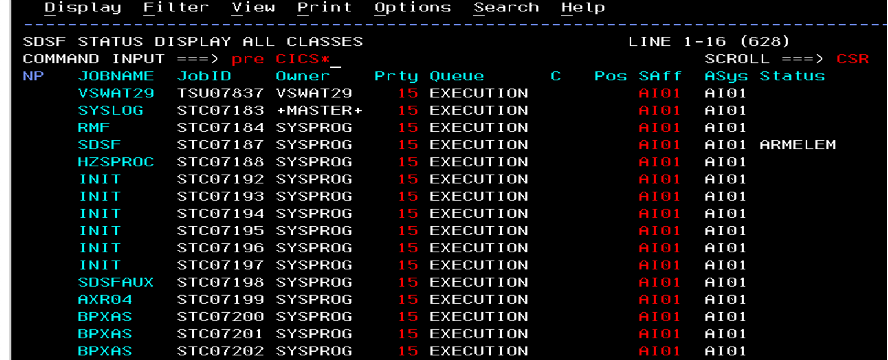 Display Filter View Print Options Search Help
SDSF STATUS DISPLAY ALL CLASSES LINE 1-16 (628)
COMMAND INPUT ===> pre CICS*_ SCROLL ===> CSR
NP JOBNAME JobID Owner Prty Queue C Pos SAff ASys Status
VSWAT29 TSU07837 VSWAT29 15 EXECUTION AI01 AI01
SYSLOG STC07183 +MASTER+ 15 EXECUTION AI01 AI01
RMF STC07184 SYSPROG 15 EXECUTION AI01 AI01
SDSF STC07187 SYSPROG 15 EXECUTION AI01 AI01 ARMELEM
HZSPROC STC07188 SYSPROG 15 EXECUTION AI01 AI01
INIT STC07192 SYSPROG 15 EXECUTION AI01 AI01
INIT STC07193 SYSPROG 15 EXECUTION AI01 AI01
INIT STC07194 SYSPROG 15 EXECUTION AI01 AI01
INIT STC07195 SYSPROG 15 EXECUTION AI01 AI01
INIT STC07196 SYSPROG 15 EXECUTION AI01 AI01
INIT STC07197 SYSPROG 15 EXECUTION AI01 AI01
SDSFAUX STC07198 SYSPROG 15 EXECUTION AI01 AI01
AXR04 STC07199 SYSPROG 15 EXECUTION AI01 AI01
BPXAS STC07200 SYSPROG 15 EXECUTION AI01 AI01
BPXAS STC07201 SYSPROG 15 EXECUTION AI01 AI01
BPXAS STC07202 SYSPROG 15 EXECUTION AI01 AI01